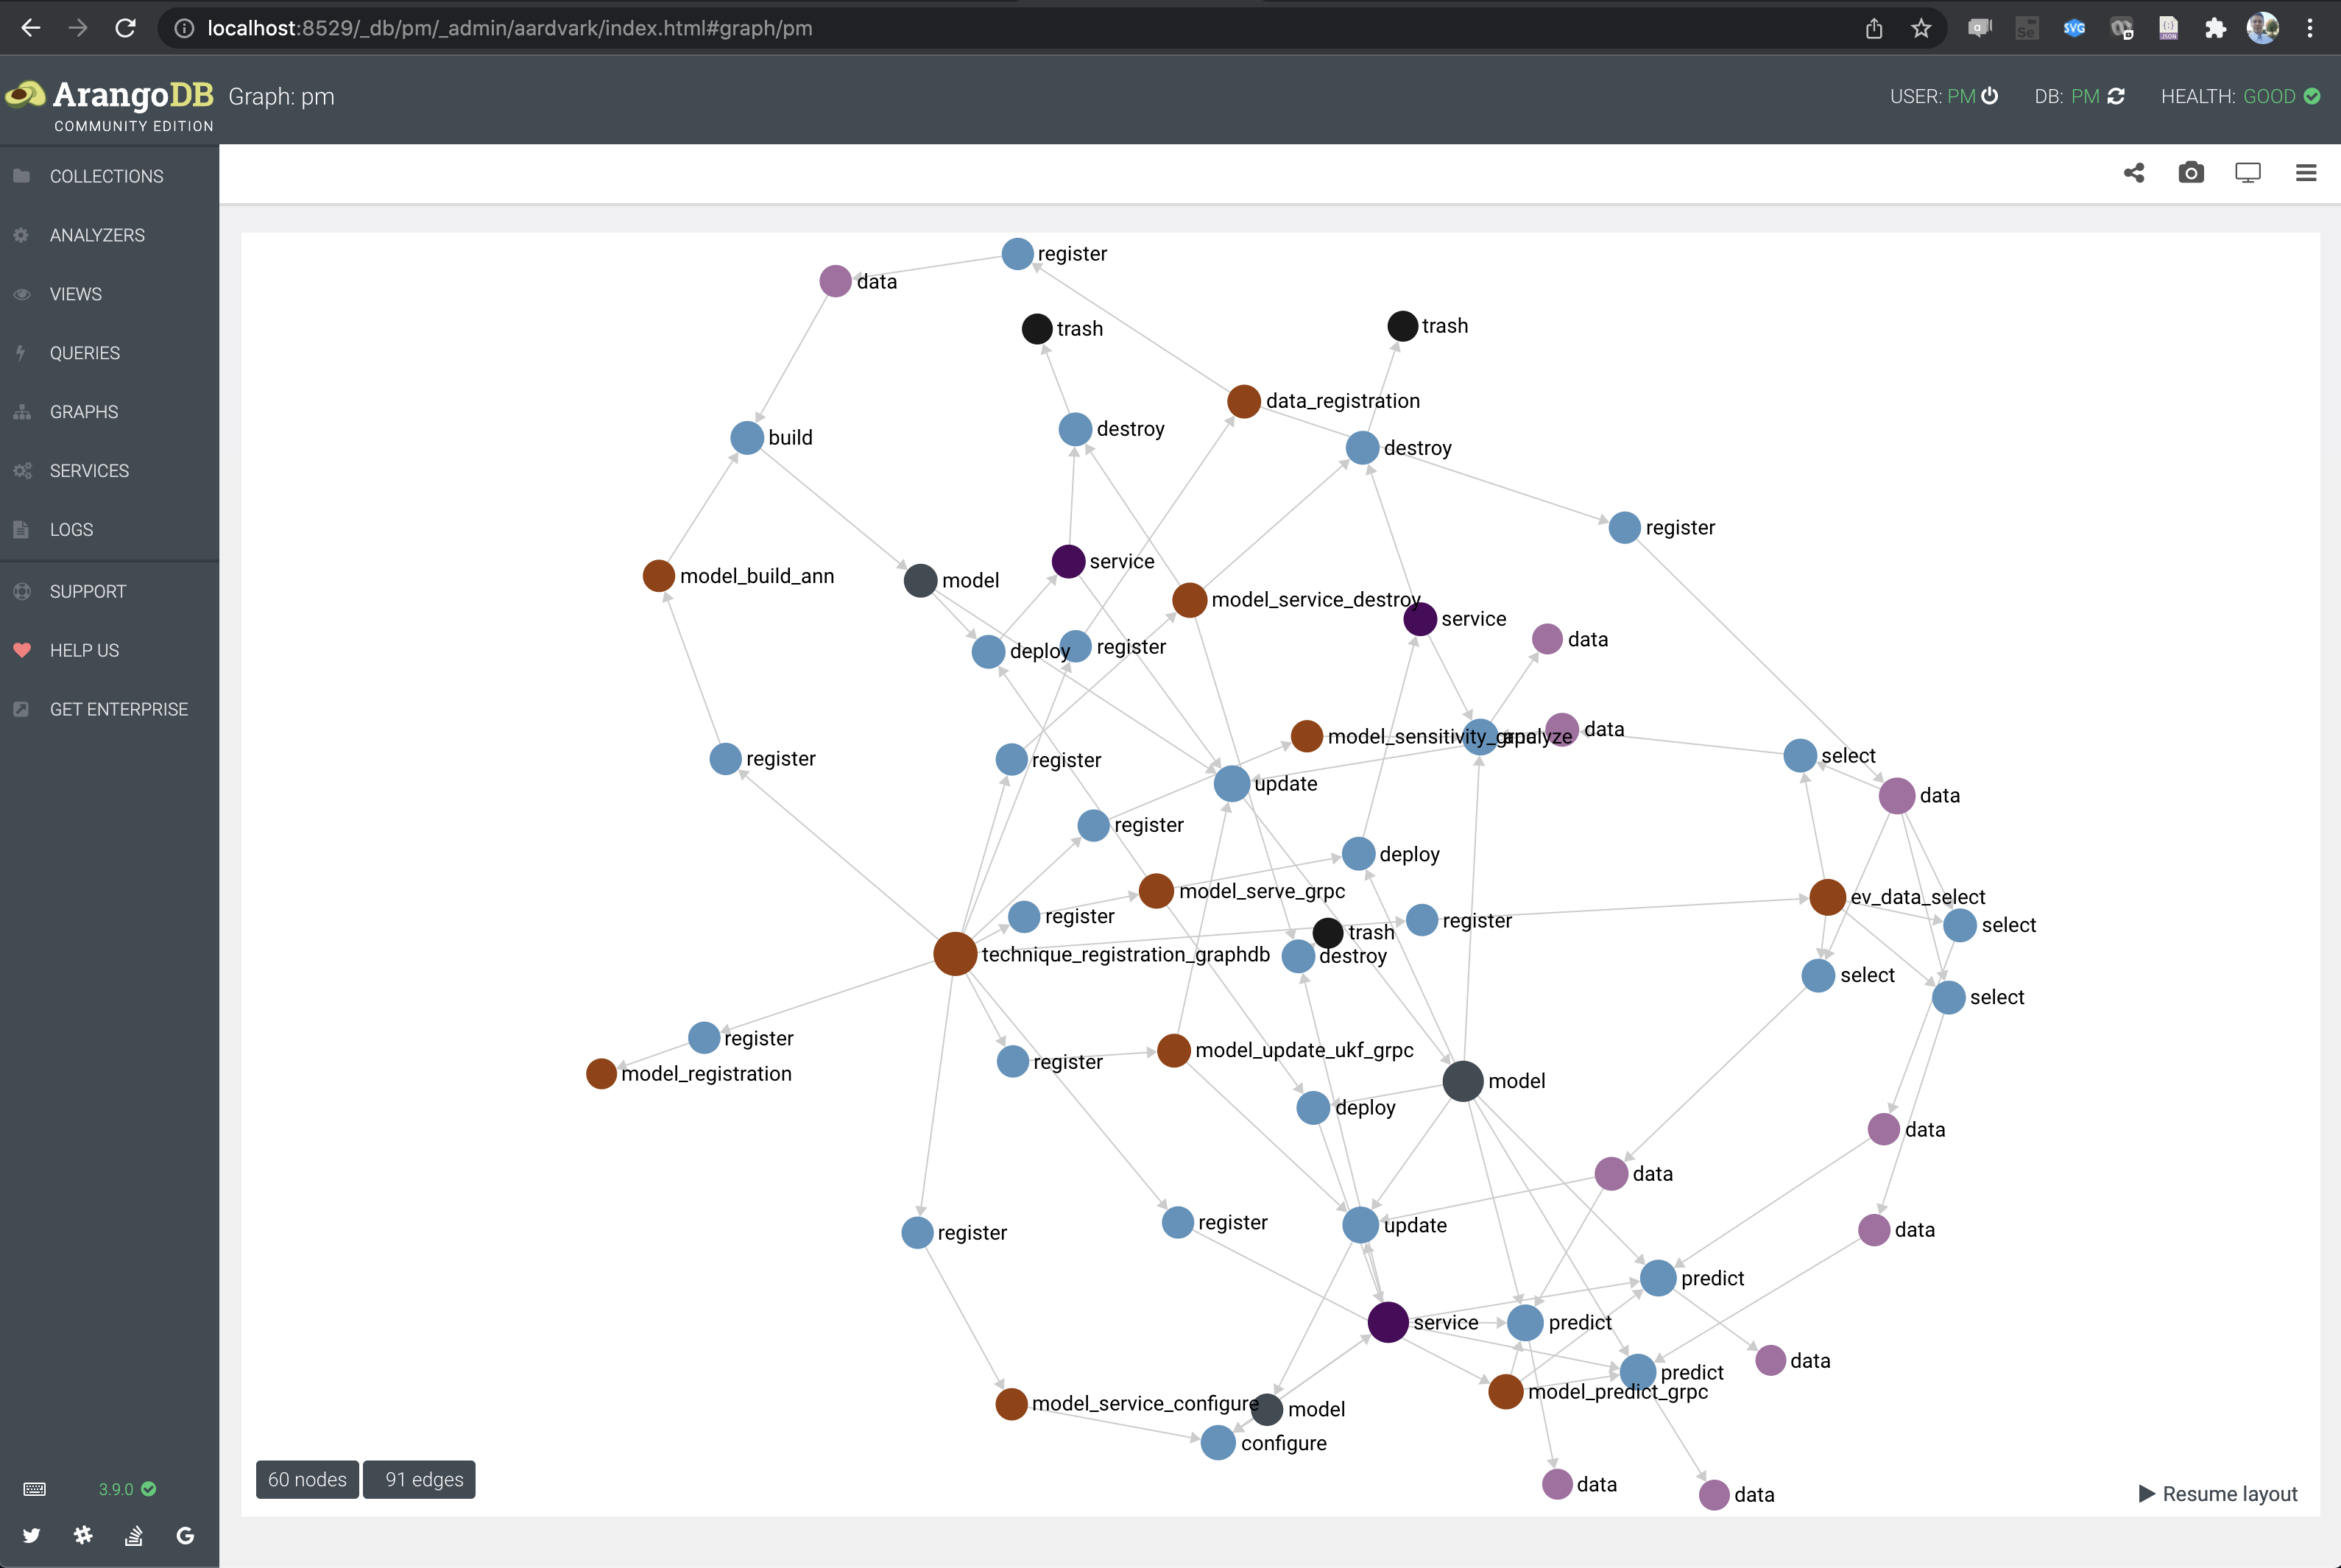 localhost:8529/_db/pm/_admin/aardvark/index.html#graph/pm
ArangoDB
COMMUNITY EDITION
Graph: pm
USER: PM
DB: PM
HEALTH: GOOD
COLLECTIONS
ANALYZERS
VIEWS
QUERIES
GRAPHS
SERVICES
LOGS
SUPPORT
HELP US
GET ENTERPRISE
3.9.0
register
data
trash
trash
data_registration
destroy
build
destroy
register
service
model_build_ann
model
model_service_destroy
service
data
register
deploy
data
model_sensitivity_grpc
analyze
select
register
register
update
data
register
deploy
model_serve_grpc
ev_data_select
register
register
select
trash
technique_registration_graphdb
destroy
select
select
register
model_update_ukf_grpc
register
model_registration
model
deploy
data
data
register
update
data
register
predict
service
predict
data
predict
model_predict_grpc
model_service_configure
model
configure
data
data
60 nodes
91 edges
Resume layout